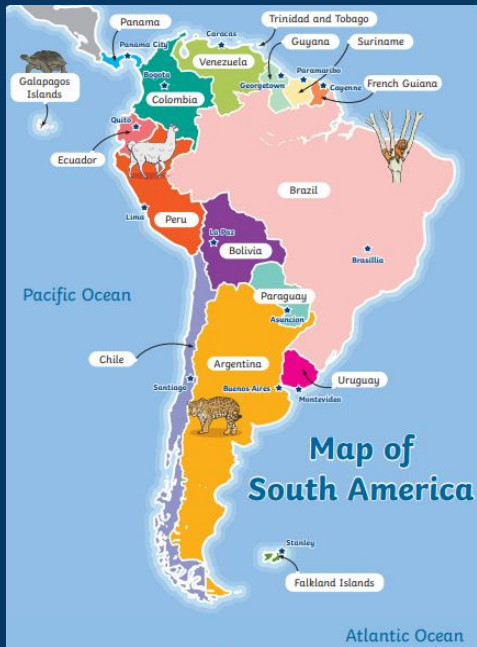 Panama
Trinidad and Tobago
Caracas
Guyana
Suriname
Panama City
Venezuela
Bogota
Georgetown
Paramaribo
Galapagos
Islands
Cayenne
French Guiana
Colombia
Quito
Ecuador
Brazil
Lima
Peru
La Paz
Bolivia
Brasillia
Pacific Ocean
Paraguay
Asuncion
Chile
Argentina
Santiago
Buenos Aires
Uruguay
Montevideo
Map of
South America
Stanley
Falkland Islands
Atlantic Ocean